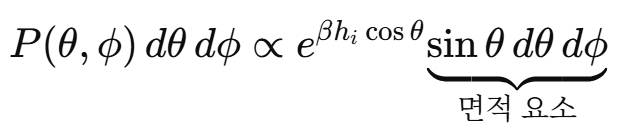 P(θ, ϕ) dθ dϕ ∝ e^{βh_i cos θ} sin θ dθ dϕ
면적 요소